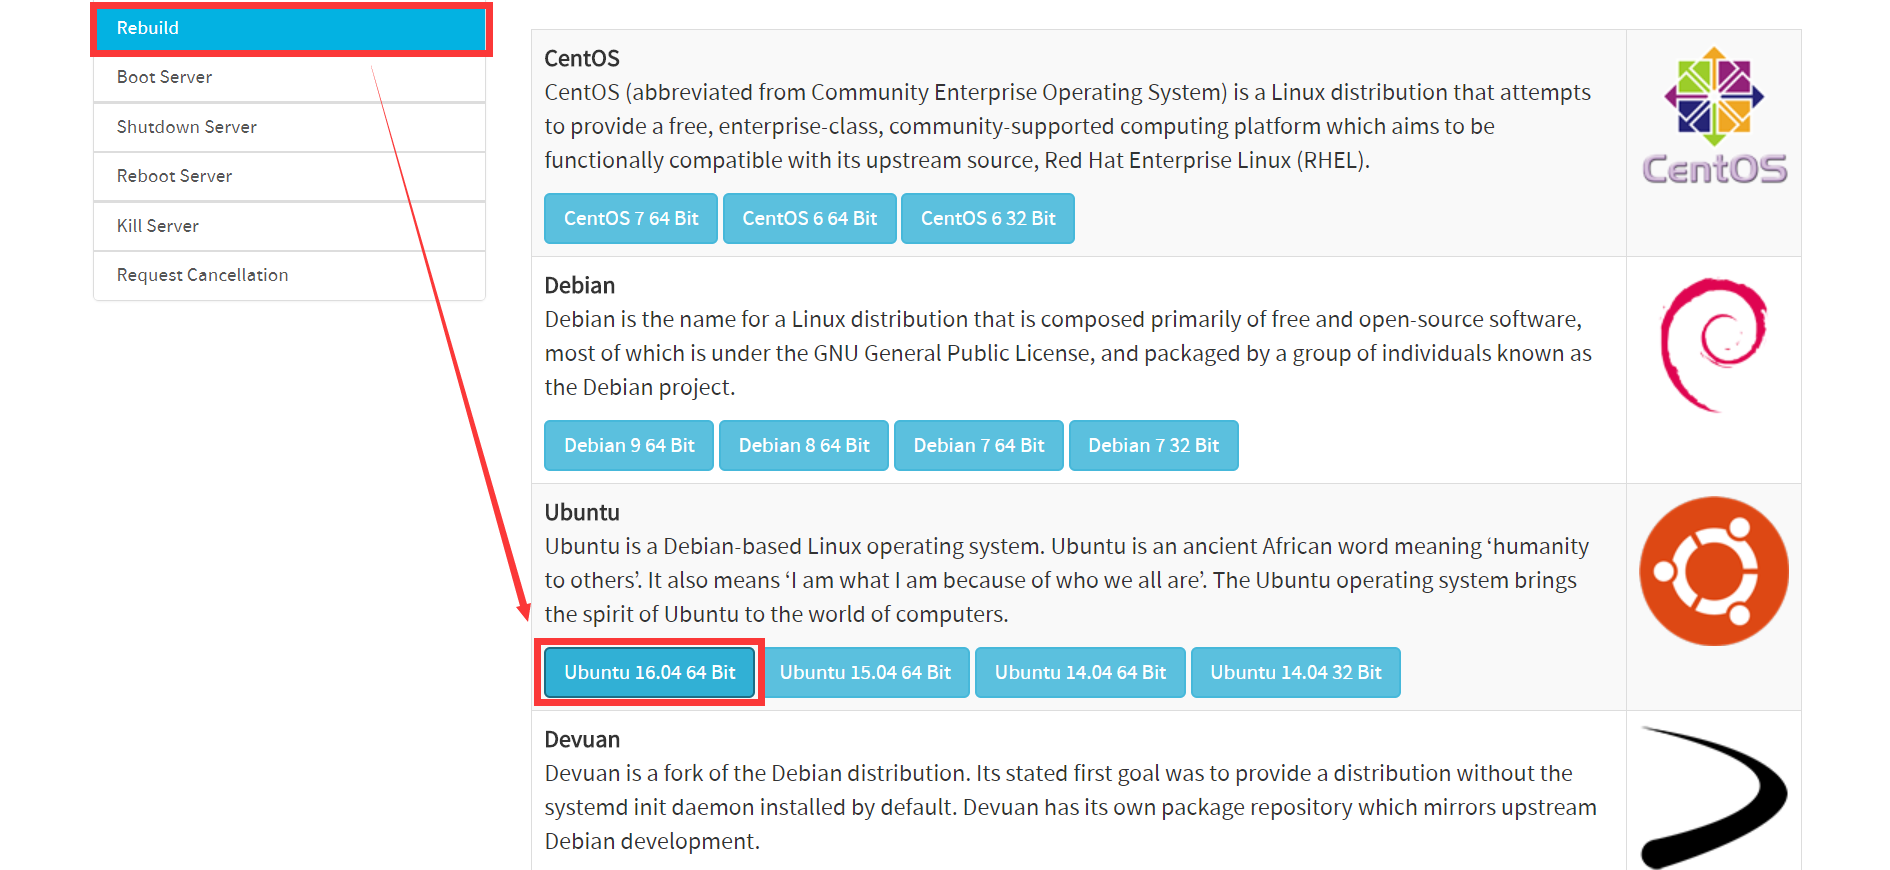 Rebuild
Boot Server
Shutdown Server
Reboot Server
Kill Server
Request Cancellation
CentOS
CentOS (abbreviated from Community Enterprise Operating System) is a Linux distribution that attempts
to provide a free, enterprise-class, community-supported computing platform which aims to be
functionally compatible with its upstream source, Red Hat Enterprise Linux (RHEL).
CentOS 7 64 Bit CentOS 6 64 Bit CentOS 6 32 Bit
CentOS
Debian
Debian is the name for a Linux distribution that is composed primarily of free and open-source software,
most of which is under the GNU General Public License, and packaged by a group of individuals known as
the Debian project.
Debian 9 64 Bit Debian 8 64 Bit Debian 7 64 Bit Debian 7 32 Bit
Ubuntu
Ubuntu is a Debian-based Linux operating system. Ubuntu is an ancient African word meaning ‘humanity
to others’. It also means ‘I am what I am because of who we all are’. The Ubuntu operating system brings
the spirit of Ubuntu to the world of computers.
Ubuntu 16.04 64 Bit Ubuntu 15.04 64 Bit Ubuntu 14.04 64 Bit Ubuntu 14.04 32 Bit
Devuan
Devuan is a fork of the Debian distribution. Its stated first goal was to provide a distribution without the
systemd init daemon installed by default. Devuan has its own package repository which mirrors upstream
Debian development.